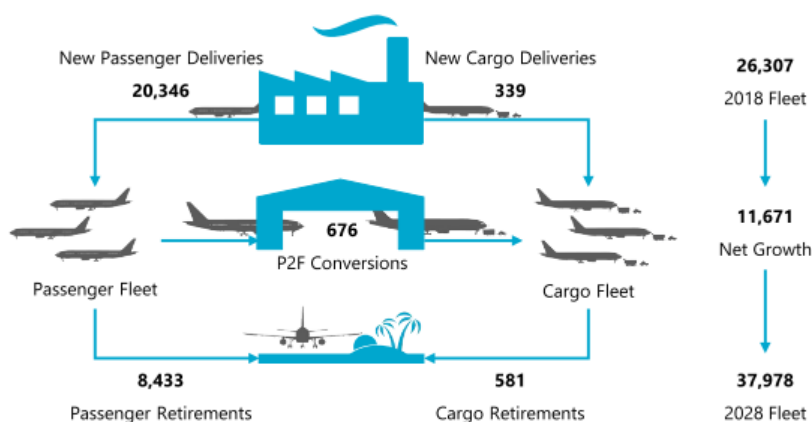 New Passenger Deliveries
20,346
New Cargo Deliveries
339
26,307
2018 Fleet
676
P2F Conversions
Passenger Fleet
Cargo Fleet
11,671
Net Growth
8,433
Passenger Retirements
581
Cargo Retirements
37,978
2028 Fleet